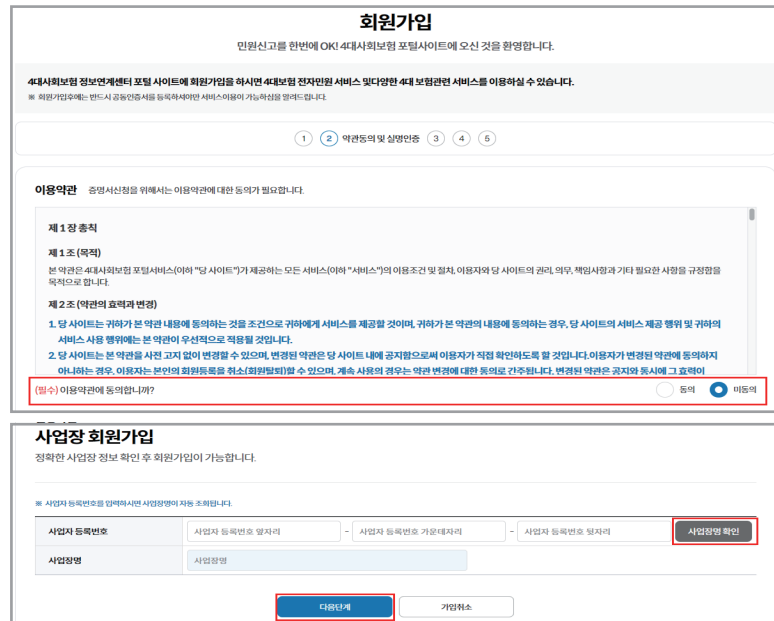 회원가입
민원신고를 한번에 OK! 4대사회보험 포털사이트에 오신 것을 환영합니다.
4대사회보험 정보연계센터 포털 사이트에 회원가입을 하시면 4대보험 전자민원 서비스 및 다양한 4대 보험관련 서비스를 이용하실 수 있습니다.
※ 회원가입후에는 반드시 공동인증서를 등록하셔야만 서비스이용이 가능하심을 알려드립니다.
1 2 약관동의 및 실명인증 3 4 5
이용약관 증명서신청을 위해서는 이용약관에 대한 동의가 필요합니다.
제 1 장 총칙
제 1 조 (목적)
본 약관은 4대사회보험 포털서비스(이하 "당 사이트")가 제공하는 모든 서비스(이하 "서비스")의 이용조건 및 절차, 이용자와 당 사이트의 권리, 의무, 책임사항과 기타 필요한 사항을 규정함을
목적으로 합니다.
제 2 조 (약관의 효력과 변경)
1. 당 사이트는 귀하가 본 약관 내용에 동의하는 것을 조건으로 귀하에게 서비스를 제공할 것이며, 귀하가 본 약관의 내용에 동의하는 경우, 당 사이트의 서비스 제공 행위 및 귀하의
서비스 사용 행위에는 본 약관이 우선적으로 적용될 것입니다.
2. 당 사이트는 본 약관을 사전 고지 없이 변경할 수 있으며, 변경된 약관은 당 사이트 내에 공지함으로써 이용자가 직접 확인하도록 할 것입니다.이용자가 변경된 약관에 동의하지
아니하는 경우, 이용자는 본인의 회원등록을 취소(회원탈퇴)할 수 있으며, 계속 사용의 경우는 약관 변경에 대한 동의로 간주됩니다. 변경된 약관은 공지와 동시에 그 효력이
(필수) 이용약관에 동의합니까? 동의 미동의
사업장 회원가입
정확한 사업장 정보 확인 후 회원가입이 가능합니다.
※ 사업자 등록번호를 입력하시면 사업장명이 자동 조회됩니다.
사업자 등록번호 사업자 등록번호 앞자리 - 사업자 등록번호 가운데자리 - 사업자 등록번호 뒷자리 사업장명 확인
사업장명 사업장명
다음단계 가입취소